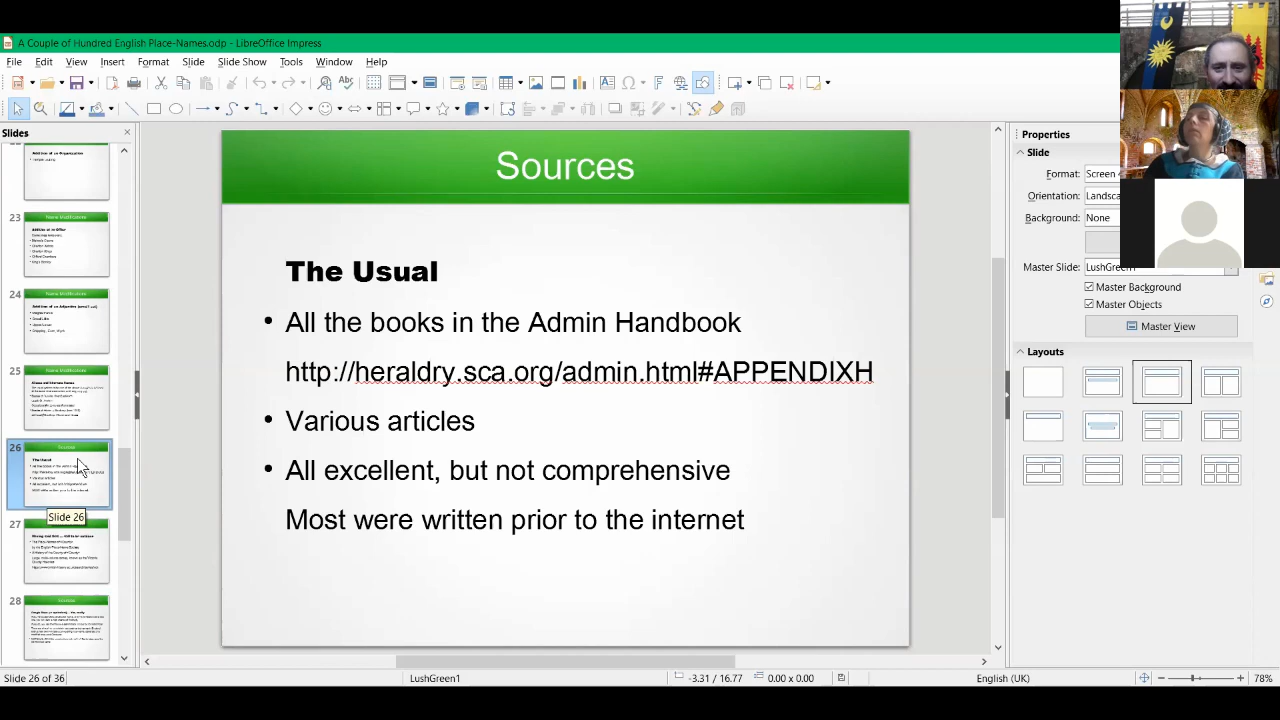 A Couple of Hundred English Place-Names.odp - LibreOffice Impress
File Edit View Insert Format Slide Slide Show Tools Window Help
Slides
23
24
25
26
Slide 26
27
28
Sources
The Usual
• All the books in the Admin Handbook
http://heraldry.sca.org/admin.html#APPENDIXH
• Various articles
• All excellent, but not comprehensive
Most were written prior to the internet
Properties
Slide
Format: Screen
Orientation: Landsca
Background: None
Master Slide: LushGreen1
Master Background
Master Objects
Master View
Layouts
Slide 26 of 36
LushGreen1
-3.31 / 16.77
0.00 x 0.00
English (UK)
78%